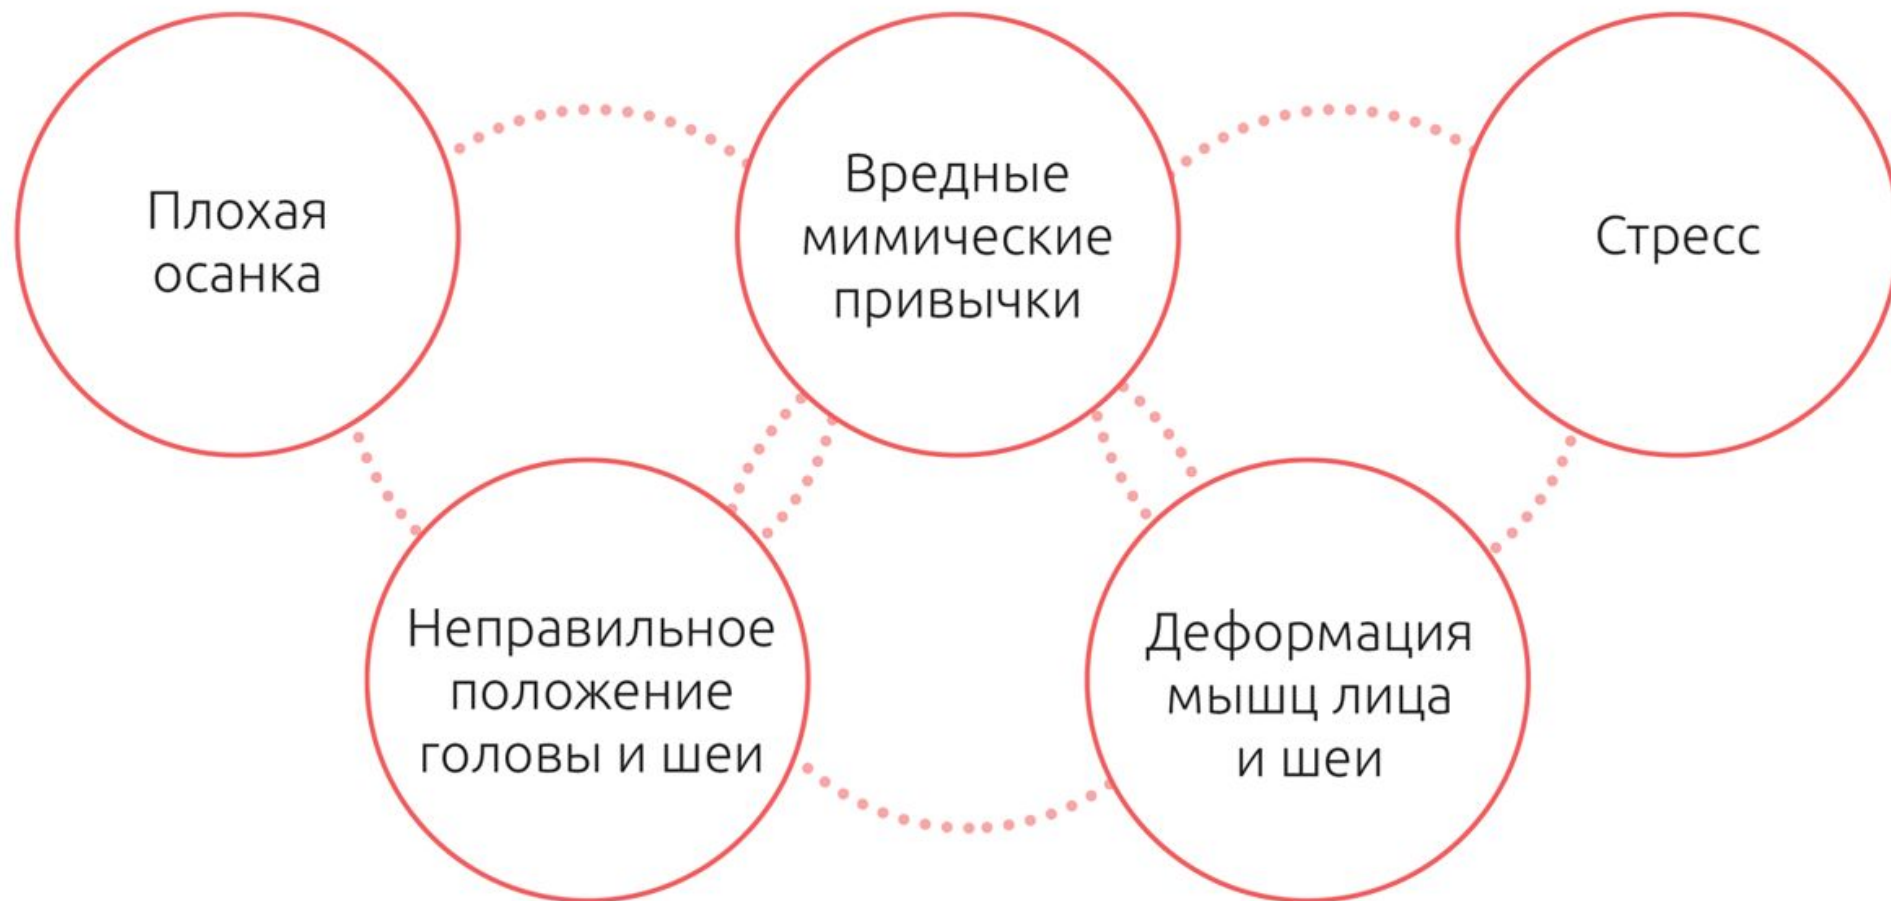 Плохая
осанка
Вредные
мимические
привычки
Стресс
Неправильное
положение
головы и шеи
Деформация
мышц лица
и шеи